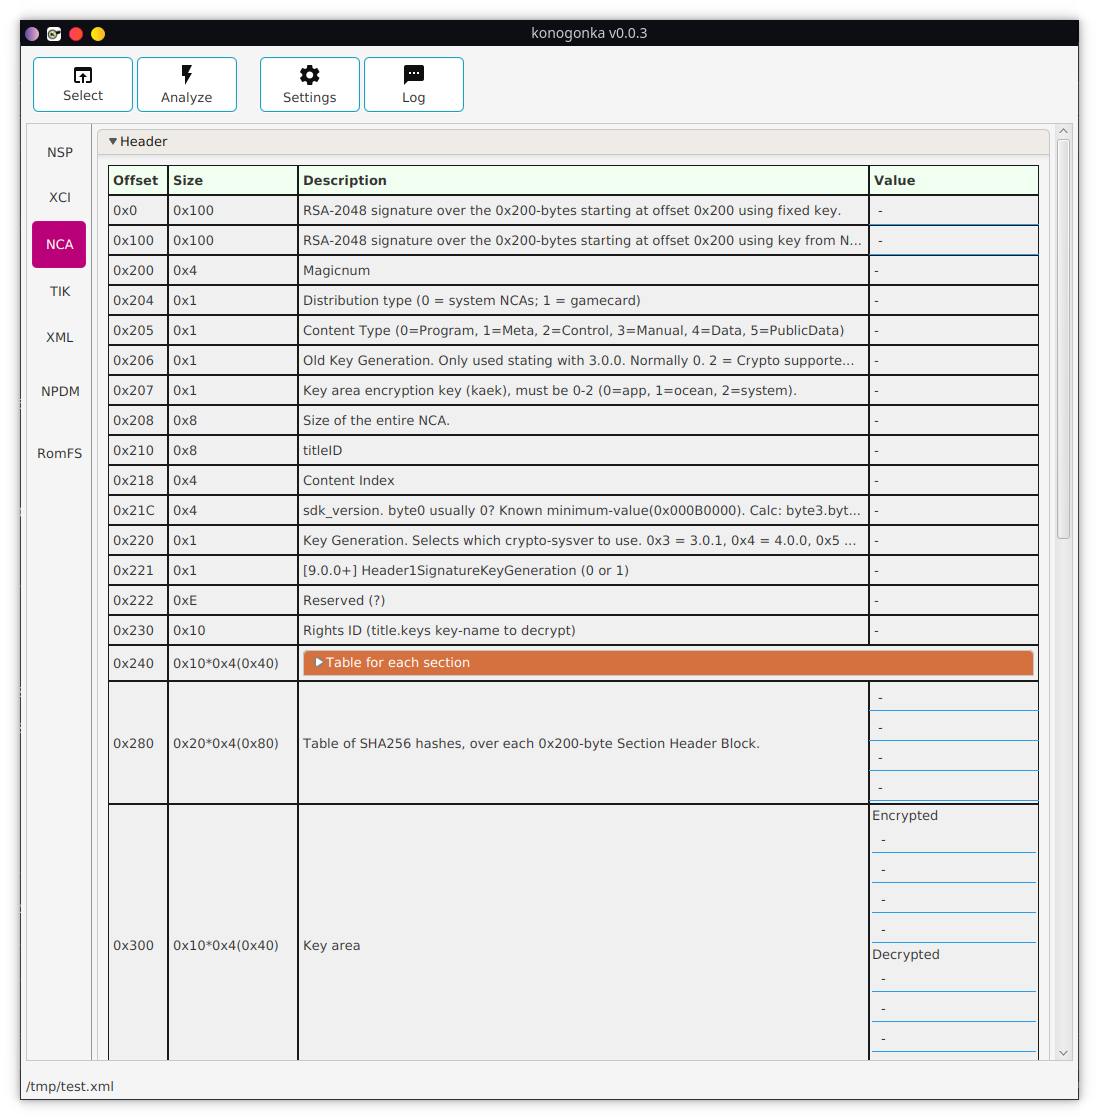 konogonka v0.0.3
Select
Analyze
Settings
Log
NSP
XCI
NCA
TIK
XML
NPDM
RomFS
Header
Offset Size Description Value
0x0 0x100 RSA-2048 signature over the 0x200-bytes starting at offset 0x200 using fixed key. -
0x100 0x100 RSA-2048 signature over the 0x200-bytes starting at offset 0x200 using key from N... -
0x200 0x4 Magicnum -
0x204 0x1 Distribution type (0 = system NCAs; 1 = gamecard) -
0x205 0x1 Content Type (0=Program, 1=Meta, 2=Control, 3=Manual, 4=Data, 5=PublicData) -
0x206 0x1 Old Key Generation. Only used stating with 3.0.0. Normally 0. 2 = Crypto supporte... -
0x207 0x1 Key area encryption key (kaek), must be 0-2 (0=app, 1=ocean, 2=system). -
0x208 0x8 Size of the entire NCA. -
0x210 0x8 titleID -
0x218 0x4 Content Index -
0x21C 0x4 sdk_version. byte0 usually 0? Known minimum-value(0x000B0000). Calc: byte3.byt... -
0x220 0x1 Key Generation. Selects which crypto-sysver to use. 0x3 = 3.0.1, 0x4 = 4.0.0, 0x5 ... -
0x221 0x1 [9.0.0+] Header1SignatureKeyGeneration (0 or 1) -
0x222 0xE Reserved (?) -
0x230 0x10 Rights ID (title.keys key-name to decrypt) -
0x240 0x10*0x4(0x40) Table for each section
0x280 0x20*0x4(0x80) Table of SHA256 hashes, over each 0x200-byte Section Header Block.
-
-
-
-
0x300 0x10*0x4(0x40) Key area
Encrypted
-
-
-
-
Decrypted
-
-
-
/tmp/test.xml